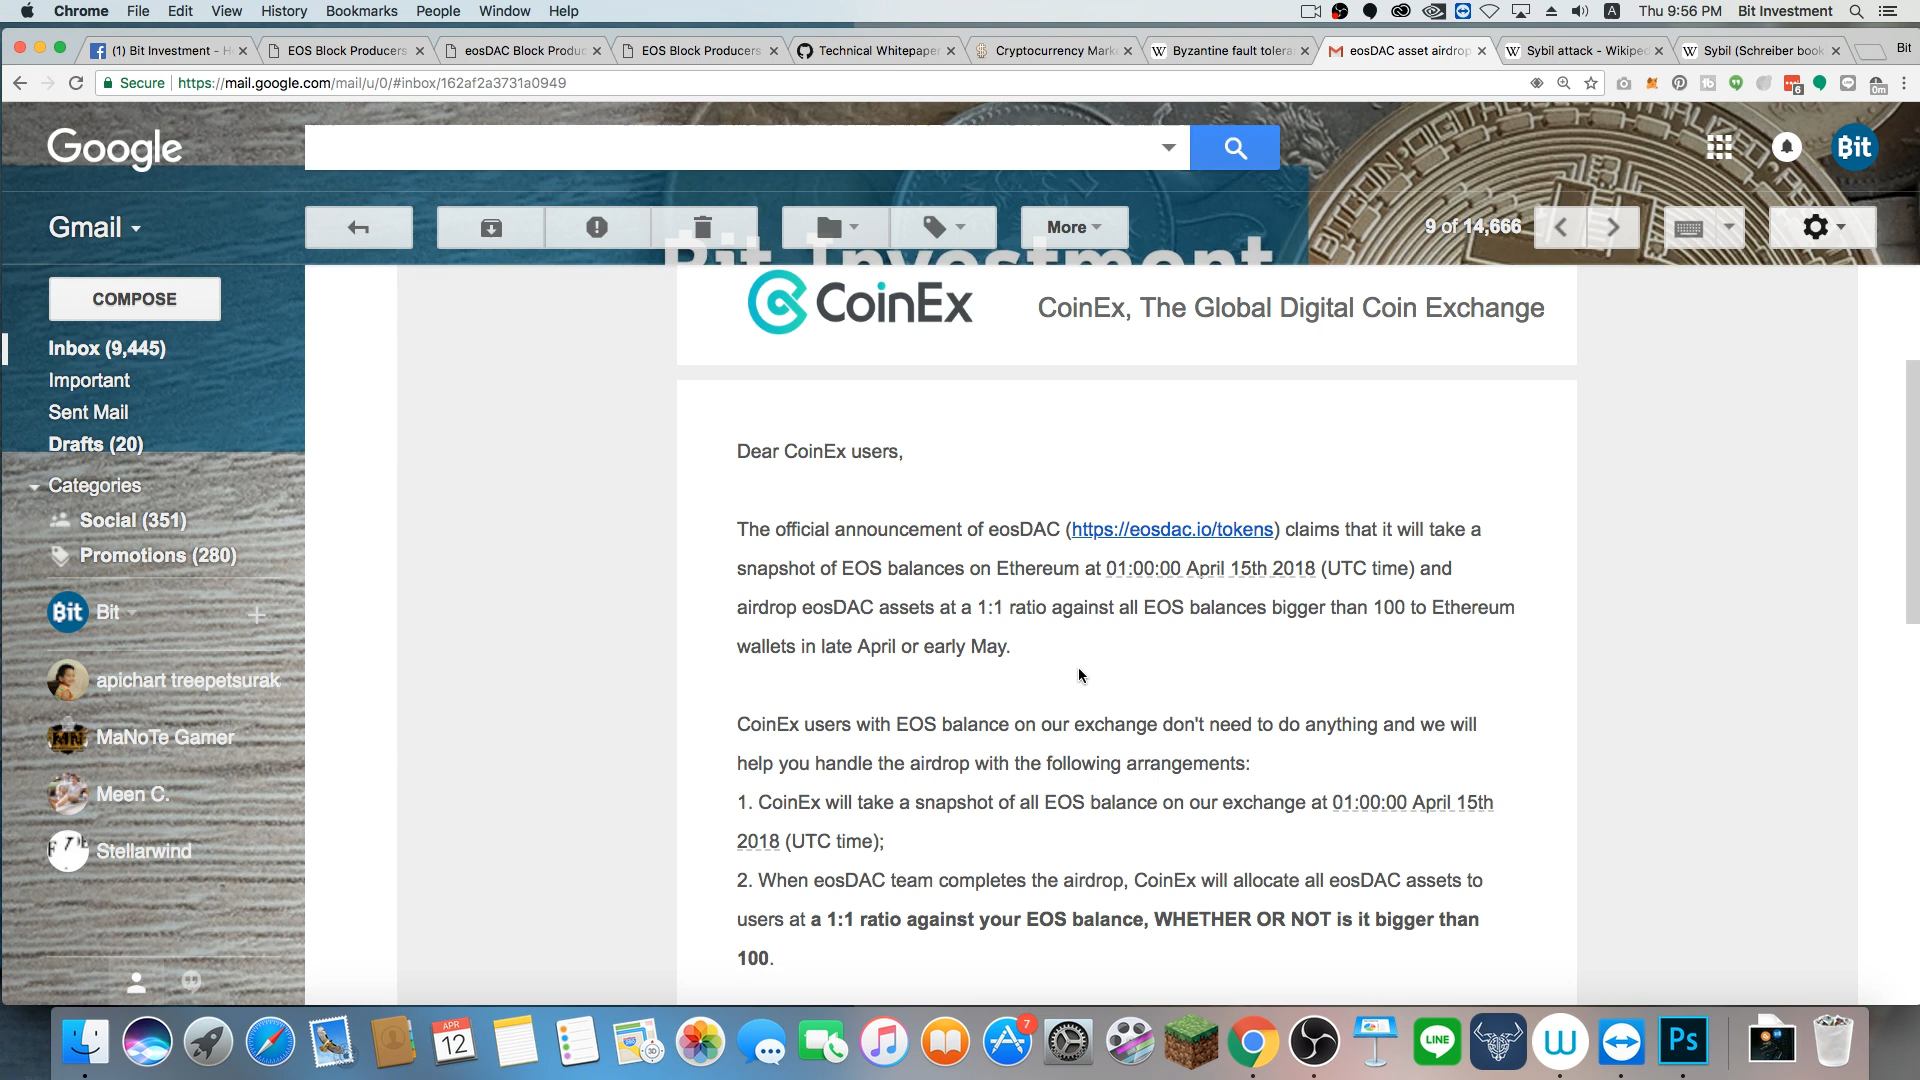 Chrome File Edit View History Bookmarks People Window Help
Thu 9:56 PM Bit Investment
(1) Bit Investment - H
EOS Block Producers
eosDAC Block Produc
EOS Block Producers
Technical Whitepaper
Cryptocurrency Mark
Byzantine fault tolera
eosDAC asset airdrop
Sybil attack - Wikiped
Sybil (Schreiber book
Bit
Secure https://mail.google.com/mail/u/0/#inbox/162af2a3731a0949
Google
Bit
Gmail
More
9 of 14,666
Bit Investment
COMPOSE
Inbox (9,445)
Important
Sent Mail
Drafts (20)
Categories
Social (351)
Promotions (280)
Bit Bit
apichart treepetsurak
MaNoTe Gamer
Meen C.
Stellarwind
CoinEx CoinEx, The Global Digital Coin Exchange
Dear CoinEx users,
The official announcement of eosDAC (https://eosdac.io/tokens) claims that it will take a
snapshot of EOS balances on Ethereum at 01:00:00 April 15th 2018 (UTC time) and
airdrop eosDAC assets at a 1:1 ratio against all EOS balances bigger than 100 to Ethereum
wallets in late April or early May.
CoinEx users with EOS balance on our exchange don't need to do anything and we will
help you handle the airdrop with the following arrangements:
1. CoinEx will take a snapshot of all EOS balance on our exchange at 01:00:00 April 15th
2018 (UTC time);
2. When eosDAC team completes the airdrop, CoinEx will allocate all eosDAC assets to
users at a 1:1 ratio against your EOS balance, WHETHER OR NOT is it bigger than
100.
APR
12
7
LINE
W
Ps